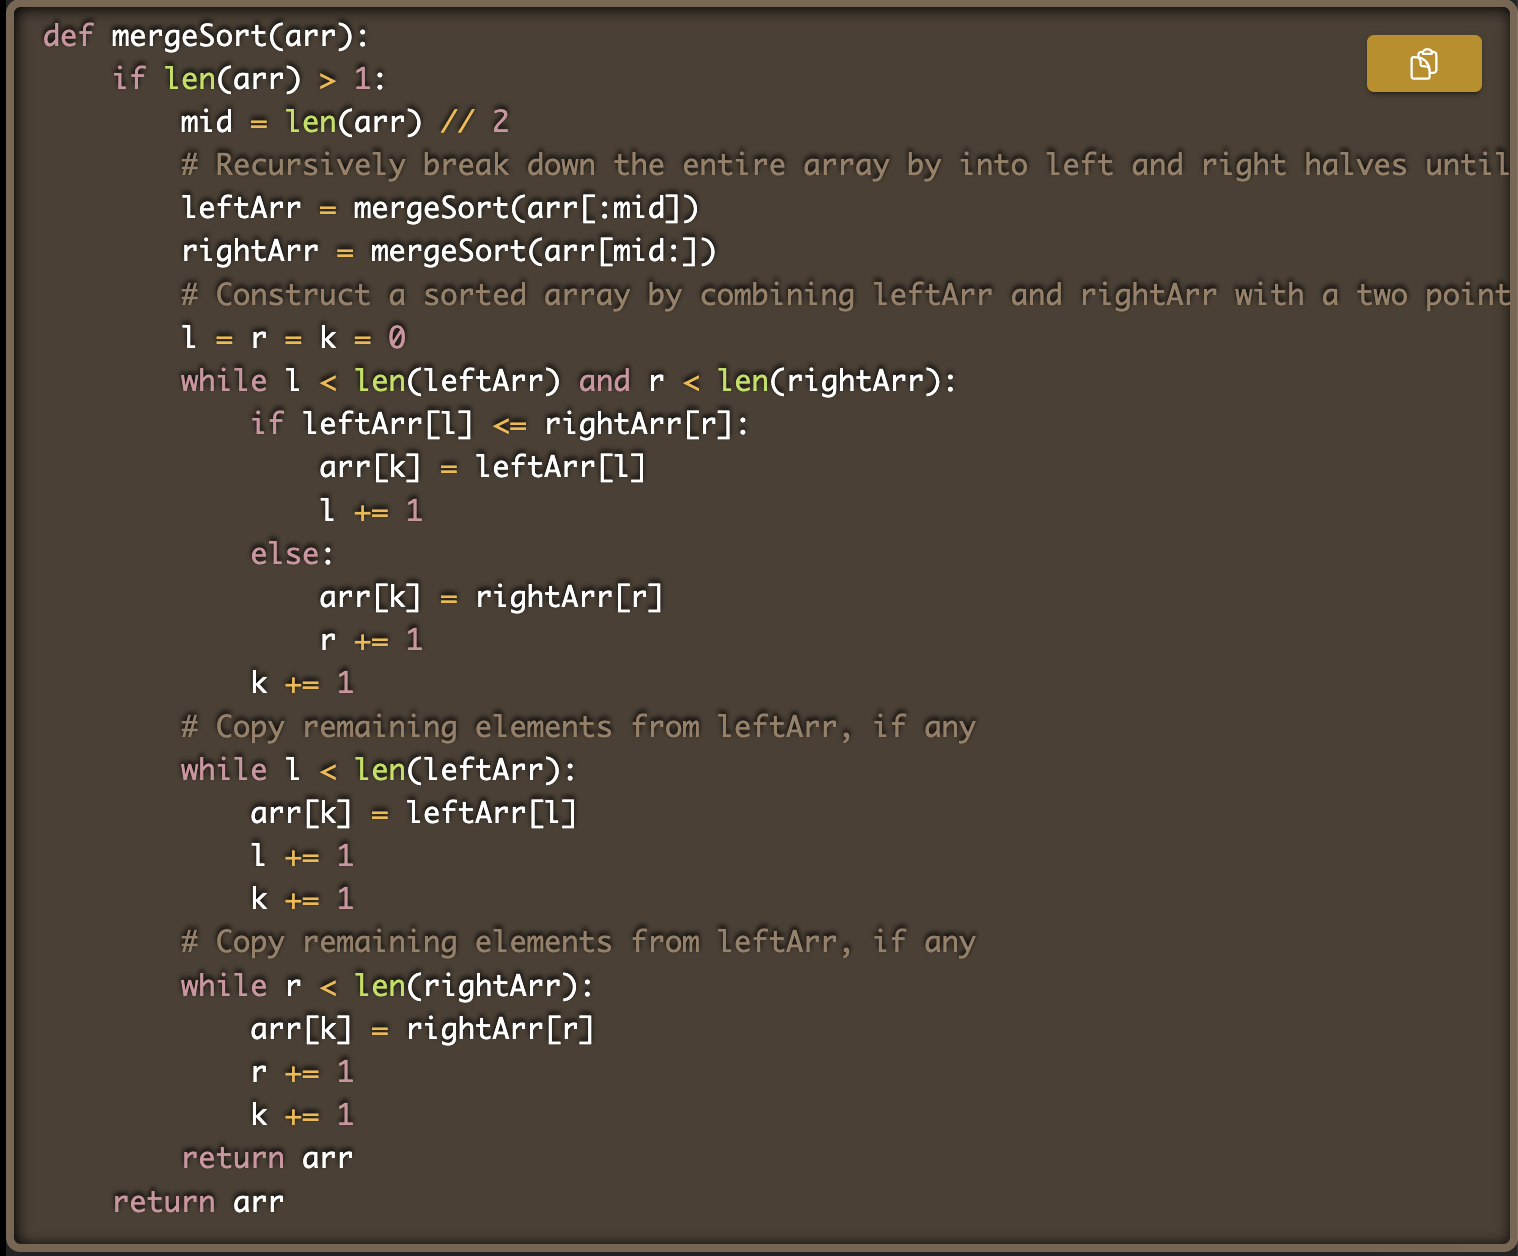 def mergeSort(arr):
    if len(arr) > 1:
        mid = len(arr) // 2
        # Recursively break down the entire array by into left and right halves until
        leftArr = mergeSort(arr[:mid])
        rightArr = mergeSort(arr[mid:])
        # Construct a sorted array by combining leftArr and rightArr with a two point
        l = r = k = 0
        while l < len(leftArr) and r < len(rightArr):
            if leftArr[l] <= rightArr[r]:
                arr[k] = leftArr[l]
                l += 1
            else:
                arr[k] = rightArr[r]
                r += 1
            k += 1
        # Copy remaining elements from leftArr, if any
        while l < len(leftArr):
            arr[k] = leftArr[l]
            l += 1
            k += 1
        # Copy remaining elements from leftArr, if any
        while r < len(rightArr):
            arr[k] = rightArr[r]
            r += 1
            k += 1
        return arr
    return arr